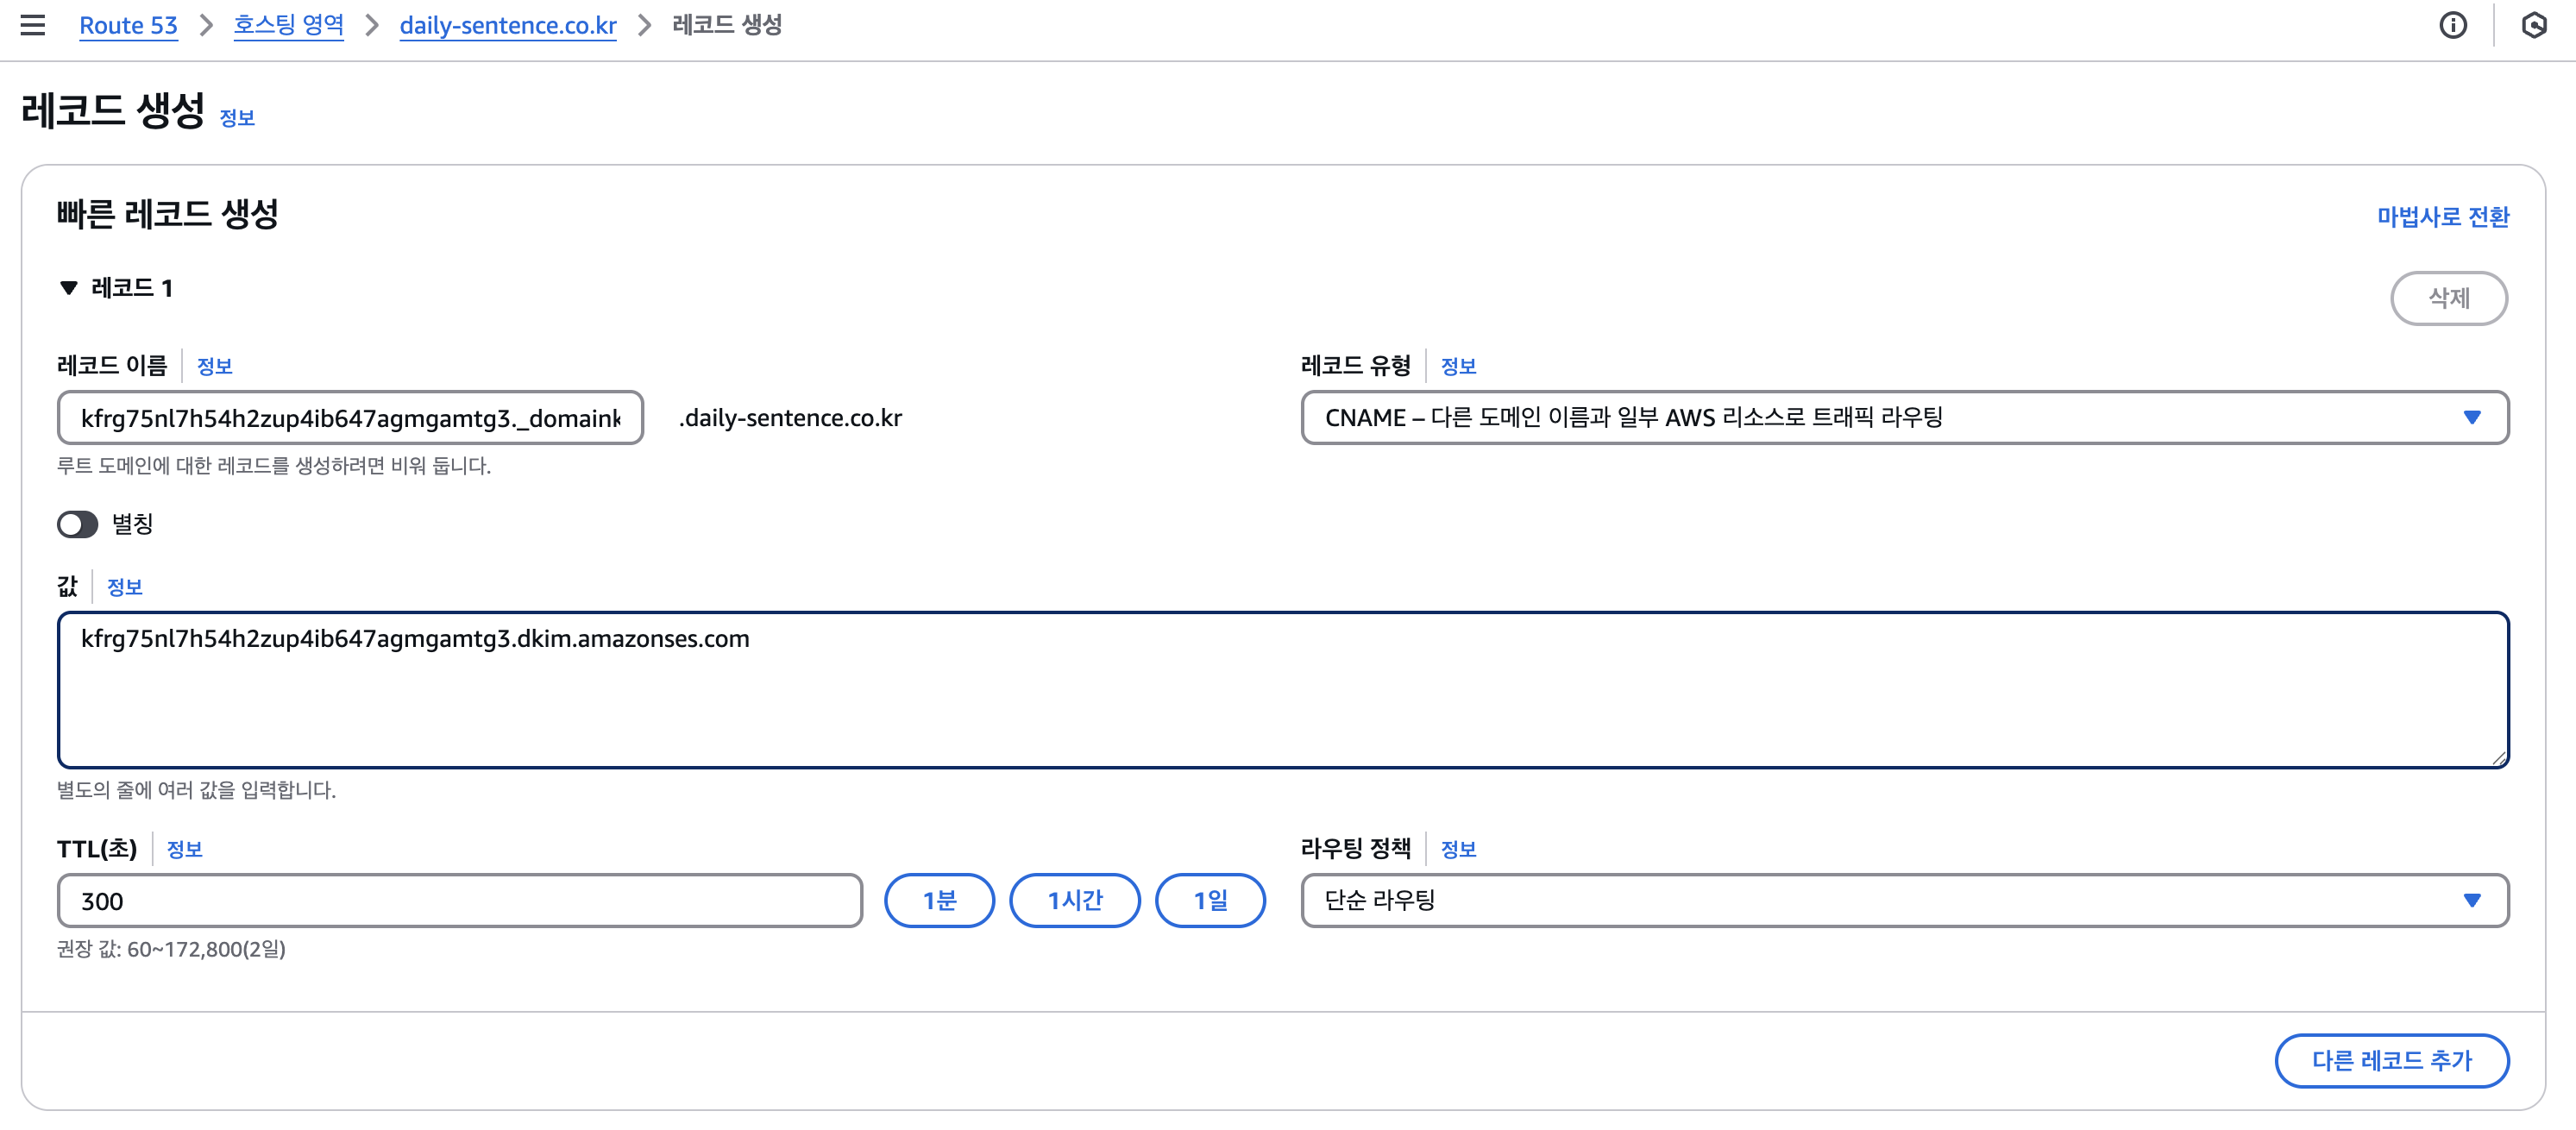 Route 53 > 호스팅 영역 > daily-sentence.co.kr > 레코드 생성
레코드 생성 정보
빠른 레코드 생성 마법사로 전환
▼ 레코드 1 삭제
레코드 이름 | 정보 레코드 유형 | 정보
kfrg75nl7h54h2zup4ib647agmgamtg3._domaink .daily-sentence.co.kr CNAME – 다른 도메인 이름과 일부 AWS 리소스로 트래픽 라우팅
루트 도메인에 대한 레코드를 생성하려면 비워 둡니다.
별칭
값 | 정보
kfrg75nl7h54h2zup4ib647agmgamtg3.dkim.amazonses.com
별도의 줄에 여러 값을 입력합니다.
TTL(초) | 정보 라우팅 정책 | 정보
300 1분 1시간 1일 단순 라우팅
권장 값: 60~172,800(2일)
다른 레코드 추가